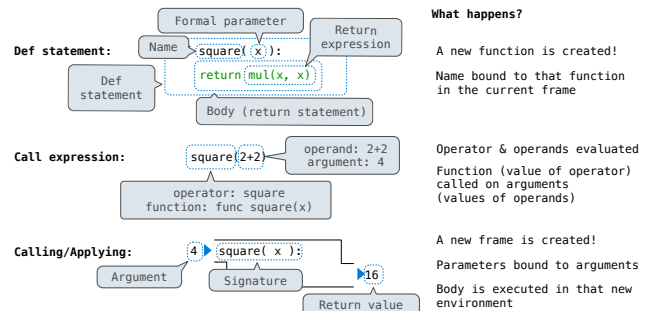 What happens?
Formal parameter
Return
expression
Def statement:
Name
square( x ):
A new function is created!
Def
statement
return mul(x, x)
Name bound to that function
in the current frame
Body (return statement)
Call expression:
square(2+2)
operand: 2+2
argument: 4
Operator & operands evaluated
operator: square
function: func square(x)
Function (value of operator)
called on arguments
(values of operands)
A new frame is created!
Calling/Applying:
4
square( x ):
Parameters bound to arguments
Argument
Signature
16
Body is executed in that new
environment
Return value